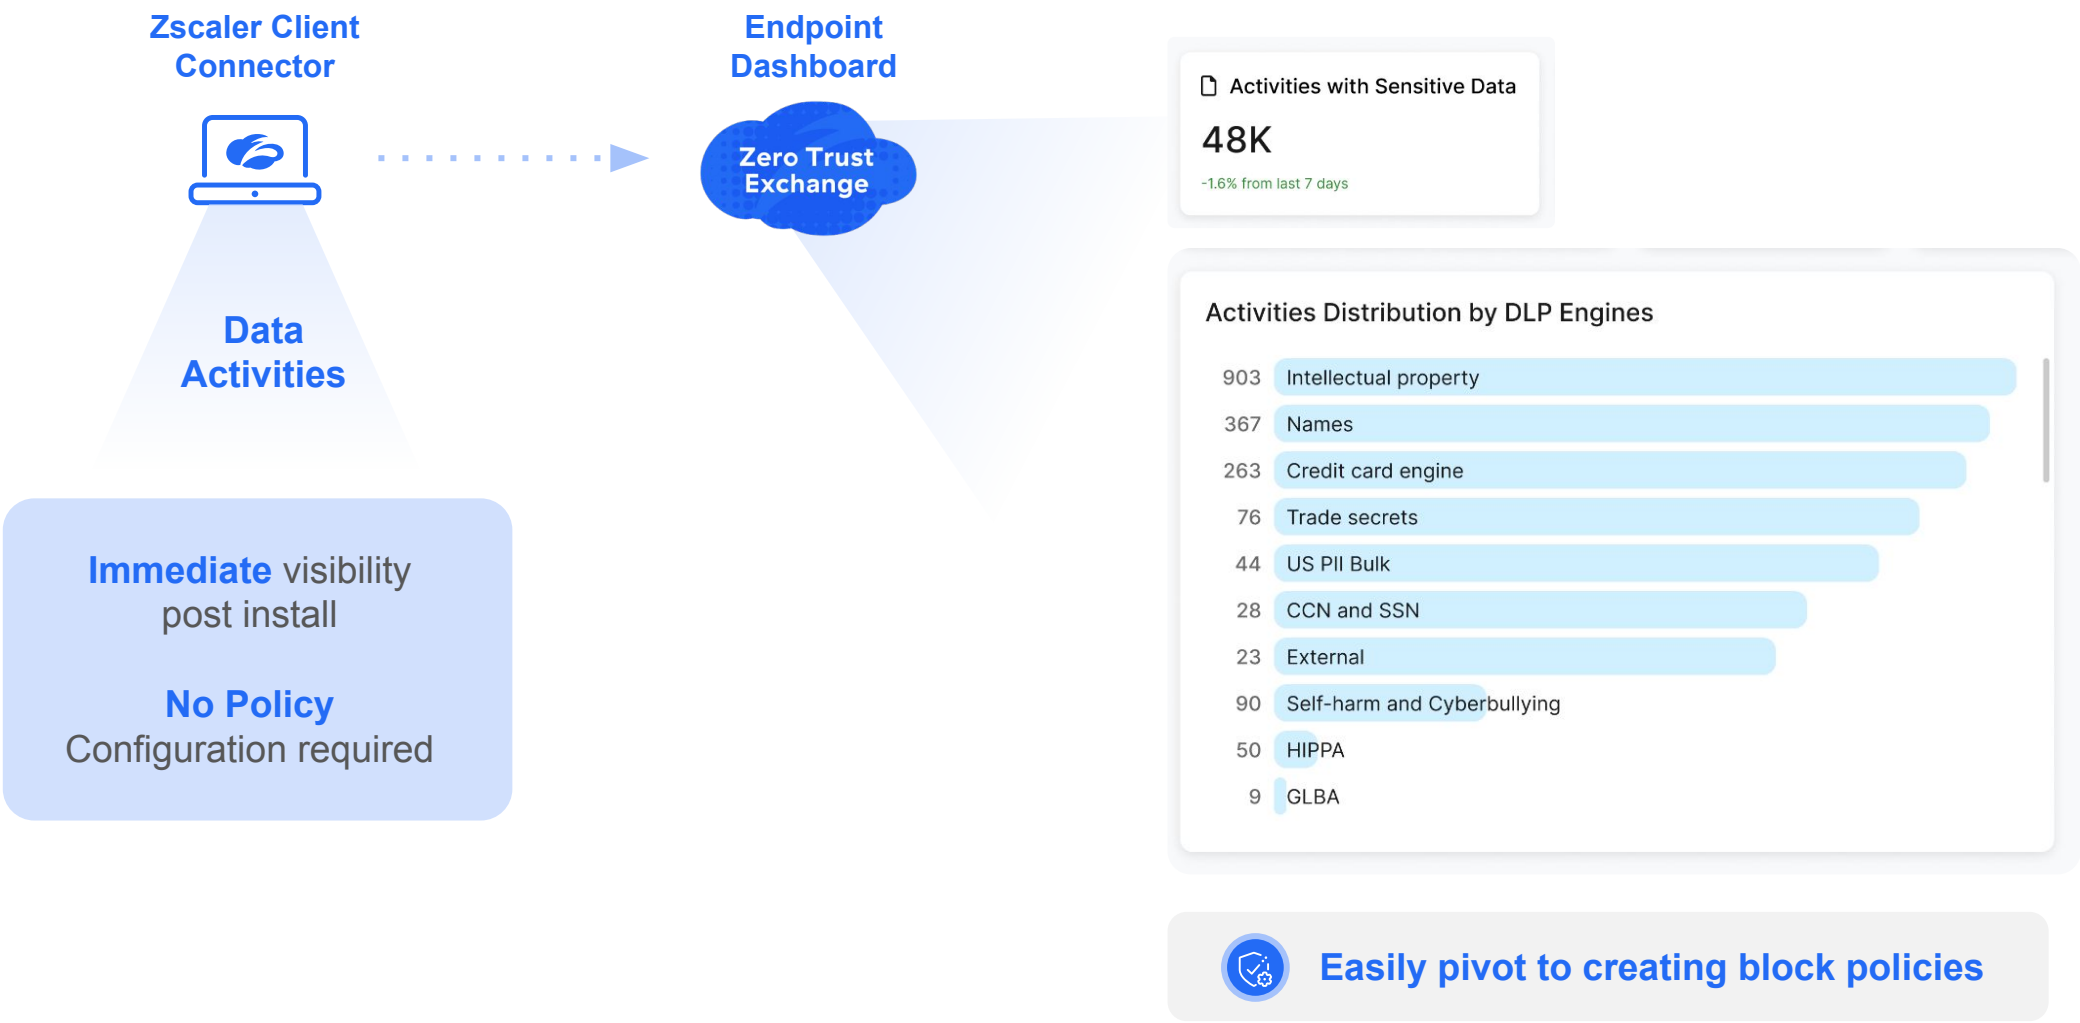 Zscaler Client
Connector
Endpoint
Dashboard
Zero Trust
Exchange
Data
Activities
Immediate visibility
post install
No Policy
Configuration required
Activities with Sensitive Data
48K
-1.6% from last 7 days
Activities Distribution by DLP Engines
903 Intellectual property
367 Names
263 Credit card engine
76 Trade secrets
44 US PII Bulk
28 CCN and SSN
23 External
90 Self-harm and Cyberbullying
50 HIPPA
9 GLBA
Easily pivot to creating block policies